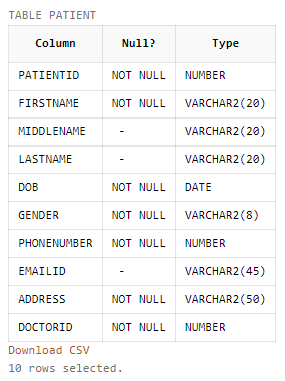 TABLE PATIENT
Column Null? Type
PATIENTID NOT NULL NUMBER
FIRSTNAME NOT NULL VARCHAR2(20)
MIDDLENAME - VARCHAR2(20)
LASTNAME - VARCHAR2(20)
DOB NOT NULL DATE
GENDER NOT NULL VARCHAR2(8)
PHONENUMBER NOT NULL NUMBER
EMAILID - VARCHAR2(45)
ADDRESS NOT NULL VARCHAR2(50)
DOCTORID NOT NULL NUMBER
Download CSV
10 rows selected.